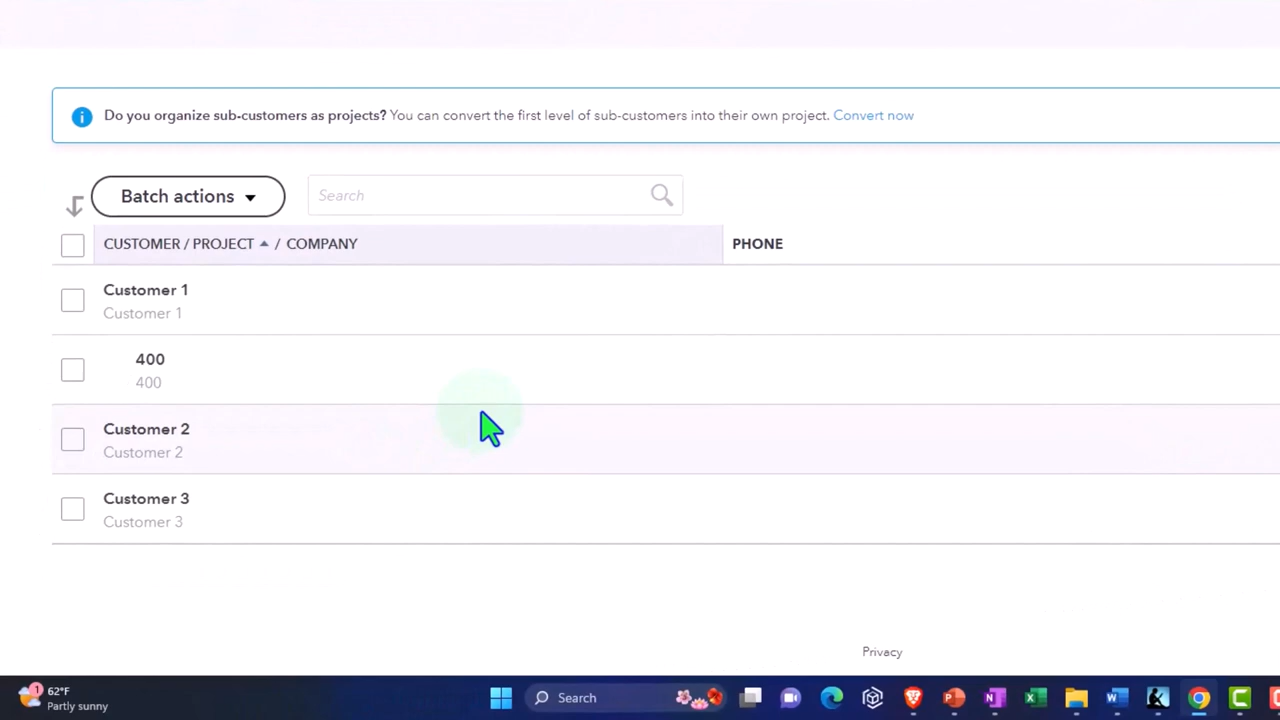 Do you organize sub-customers as projects? You can convert the first level of sub-customers into their own project. Convert now
Batch actions
Search
CUSTOMER / PROJECT / COMPANY
PHONE
Customer 1
Customer 1
400
400
Customer 2
Customer 2
Customer 3
Customer 3
Privacy
1
62°F
Partly sunny
Search